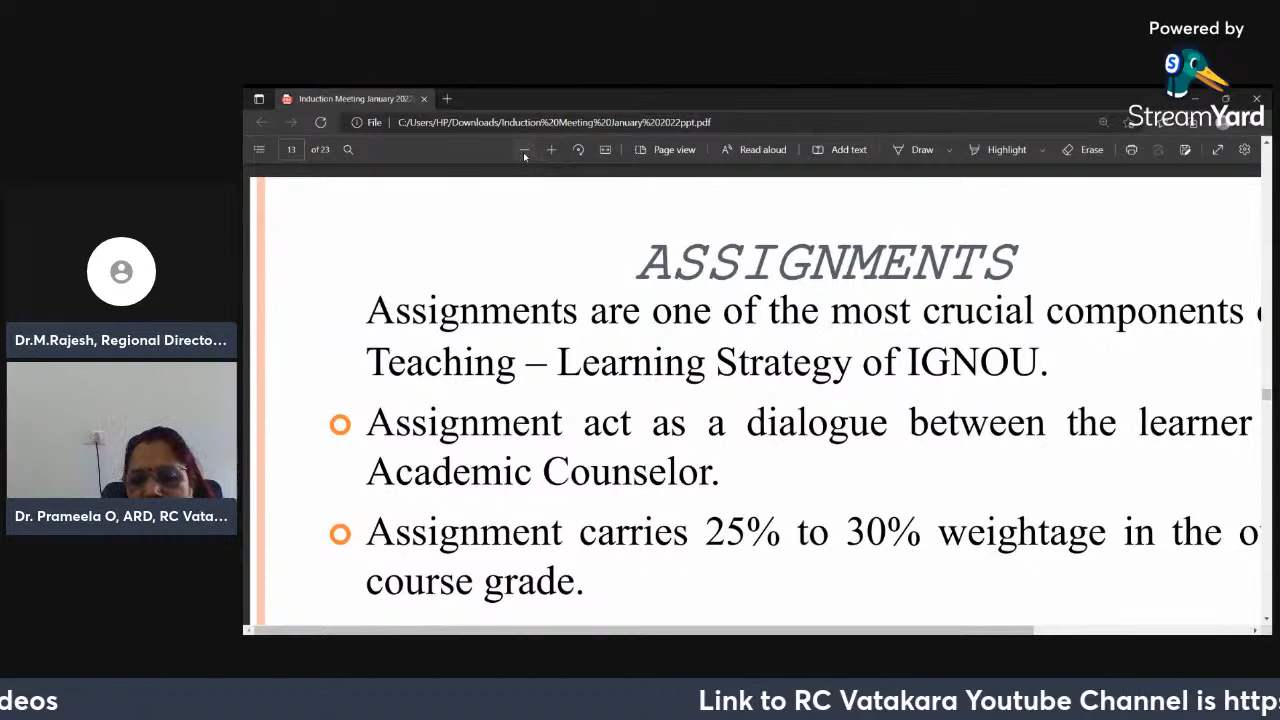 Powered by
StreamYard
Induction Meeting January 2022
File
C:/Users/HP/Downloads/Induction%20Meeting%20January%202022ppt.pdf
13 of 23
Page view
Read aloud
Add text
Draw
Highlight
Erase
ASSIGNMENTS
Assignments are one of the most crucial components
Teaching – Learning Strategy of IGNOU.
Assignment act as a dialogue between the learner
Academic Counselor.
Assignment carries 25% to 30% weightage in the
course grade.
Dr.M.Rajesh, Regional Directo...
Dr. Prameela O, ARD, RC Vata...
deos
Link to RC Vatakara Youtube Channel is http